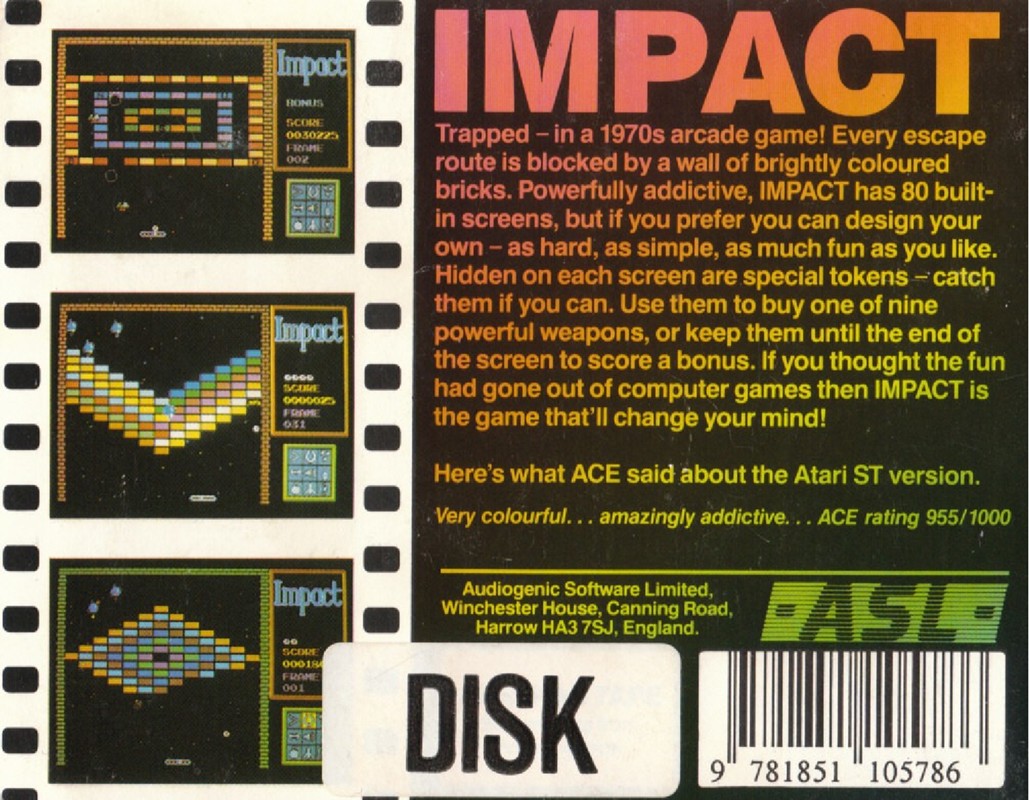 Impact
BONUS
SCORE
0030225
FRAME
002
Impact
SCORE
0000025
FRAME
031
Impact
SCORE
FRAME
001
IMPACT
Trapped – in a 1970s arcade game! Every escape
route is blocked by a wall of brightly coloured
bricks. Powerfully addictive, IMPACT has 80 built-
in screens, but if you prefer you can design your
own – as hard, as simple, as much fun as you like.
Hidden on each screen are special tokens – catch
them if you can. Use them to buy one of nine
powerful weapons, or keep them until the end of
the screen to score a bonus. If you thought the fun
had gone out of computer games then IMPACT is
the game that'll change your mind!
Here's what ACE said about the Atari ST version.
Very colourful. . . amazingly addictive. . . ACE rating 955/1000
Audiogenic Software Limited,
Winchester House, Canning Road,
Harrow HA3 7SJ, England.
ASL
DISK
9 781851 105786